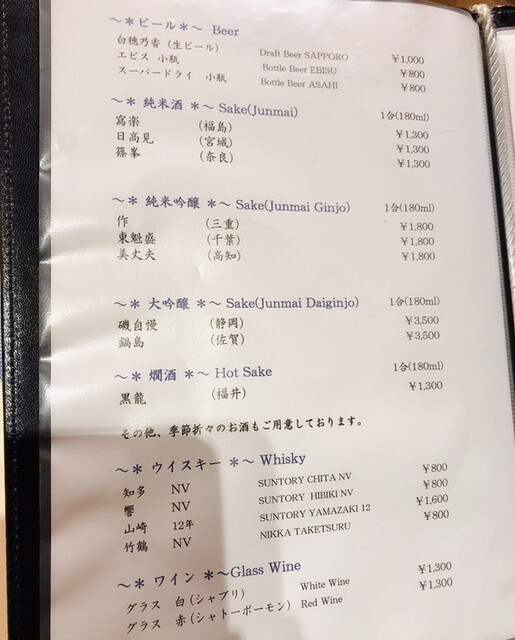 ～＊ビール＊～ Beer
白穂乃香（生ビール） Draft Beer SAPPORO ￥1,000
エビス 小瓶 Bottle Beer EBISU ￥800
スーパードライ 小瓶 Bottle Beer ASAHI ￥800
～＊ 純米酒 ＊～ Sake(Junmai) 1合(180ml)
寫楽 (福島) ￥1,300
日高見 (宮城) ￥1,300
篠峯 (奈良) ￥1,300
～＊ 純米吟醸 ＊～ Sake(Junmai Ginjo) 1合(180ml)
作 (三重) ￥1,800
東魁盛 (千葉) ￥1,800
美丈夫 (高知) ￥1,800
～＊ 大吟醸 ＊～ Sake(Junmai Daiginjo) 1合(180ml)
磯自慢 (静岡) ￥3,500
鍋島 (佐賀) ￥3,500
～＊ 燗酒 ＊～ Hot Sake 1合(180ml)
黒龍 (福井) ￥1,300
その他、季節折々のお酒もご用意しております。
～＊ ウイスキー ＊～ Whisky
知多 NV SUNTORY CHITA NV ￥800
響 NV SUNTORY HIBIKI NV ￥800
山崎 12年 SUNTORY YAMAZAKI 12 ￥1,600
竹鶴 NV NIKKA TAKETSURU ￥800
～＊ ワイン ＊～Glass Wine
グラス 白(シャブリ) White Wine ￥1,300
グラス 赤(シャトーボーモン) Red Wine ￥1,300